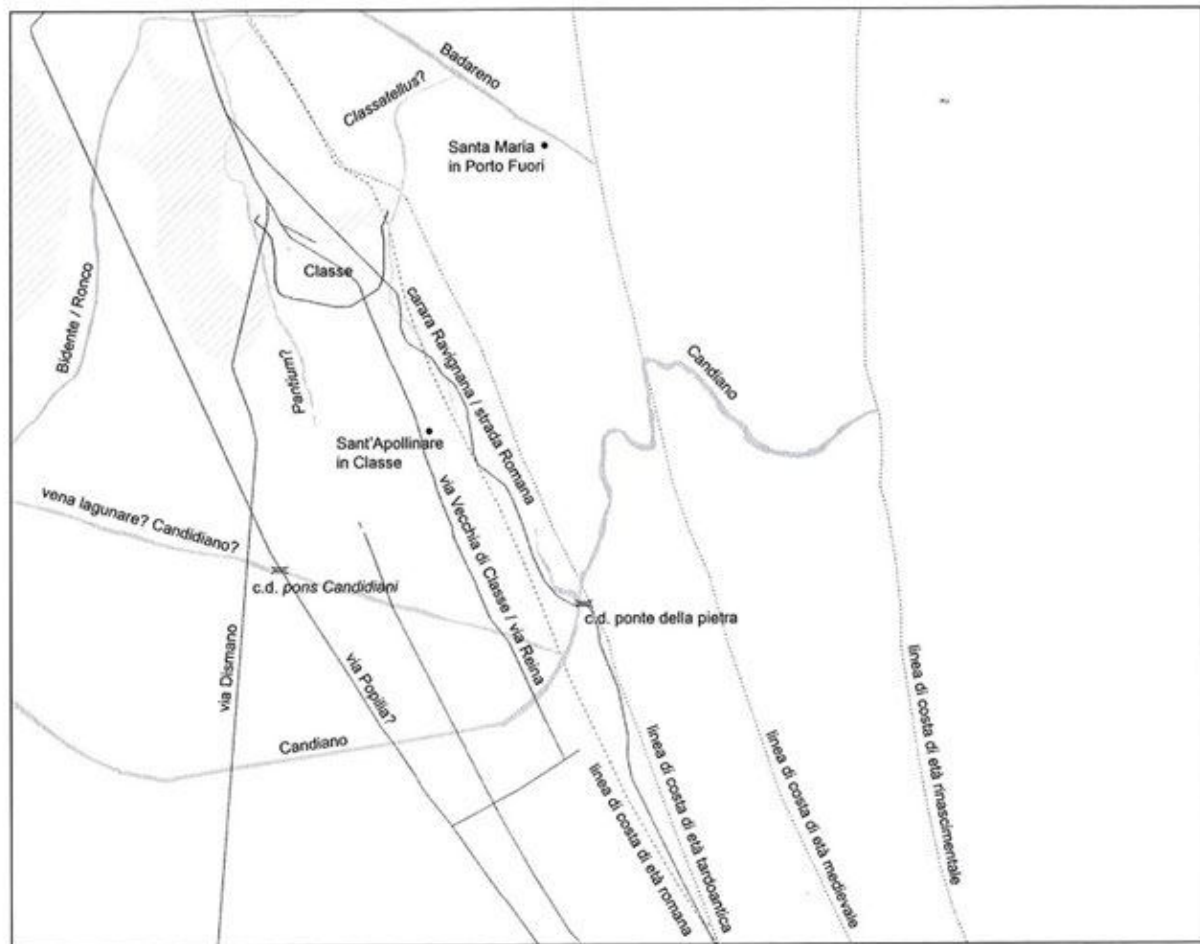 Badareno
Classatellus?
Santa Maria
in Porto Fuori
Bidente / Ronco
Classe
carara Ravignana / strada Romana
Candiano
Pantium?
Sant'Apollinare
in Classe
via Vecchia di Classe / via Reina
vena lagunare? Candidiano?
c.d. pons Candidiani
c.d. ponte della pietra
via Dismano
via Popilia?
Candiano
linea di costa di età romana
linea di costa di età tardoantica
linea di costa di età medievale
linea di costa di età rinascimentale